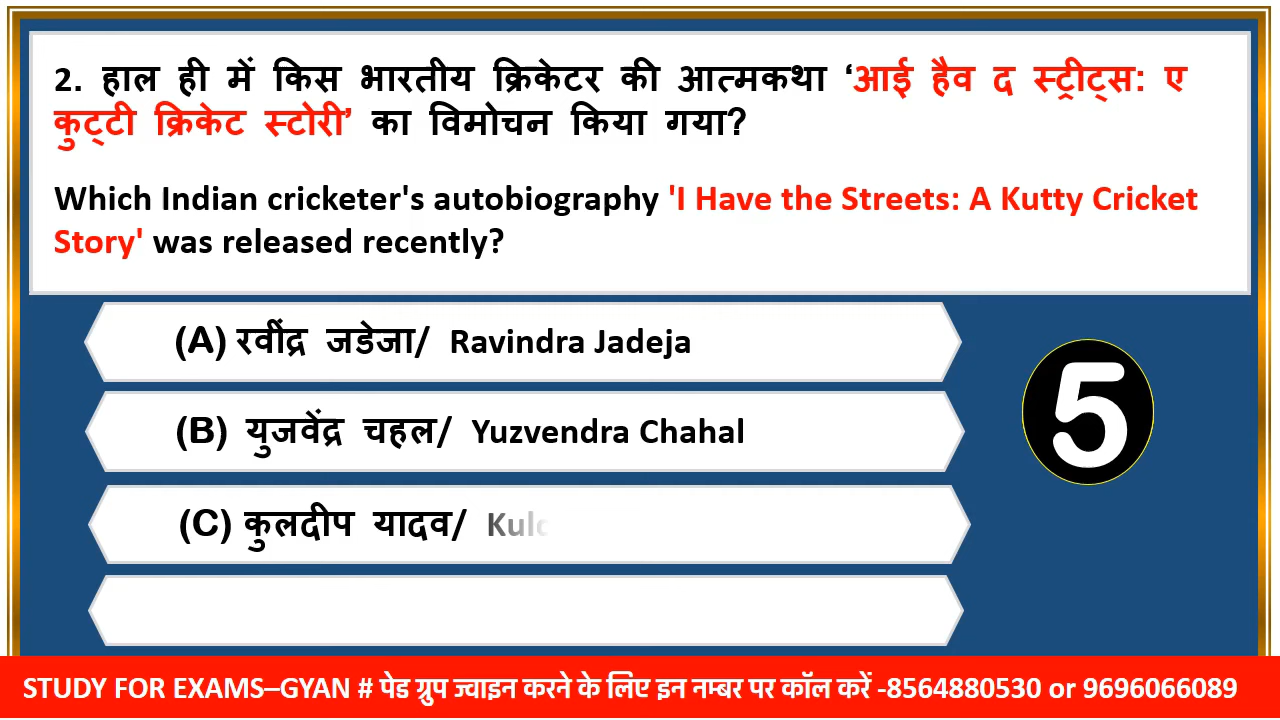 2. हाल ही में किस भारतीय क्रिकेटर की आत्मकथा ‘आई हैव द स्ट्रीट्स: ए
कुट्टी क्रिकेट स्टोरी’ का विमोचन किया गया?
Which Indian cricketer's autobiography 'I Have the Streets: A Kutty Cricket
Story' was released recently?
(A) रवींद्र जडेजा/ Ravindra Jadeja
(B) युजवेंद्र चहल/ Yuzvendra Chahal
5
(C) कुलदीप यादव/
STUDY FOR EXAMS–GYAN # पेड ग्रुप ज्वाइन करने के लिए इन नम्बर पर कॉल करें -8564880530 or 9696066089